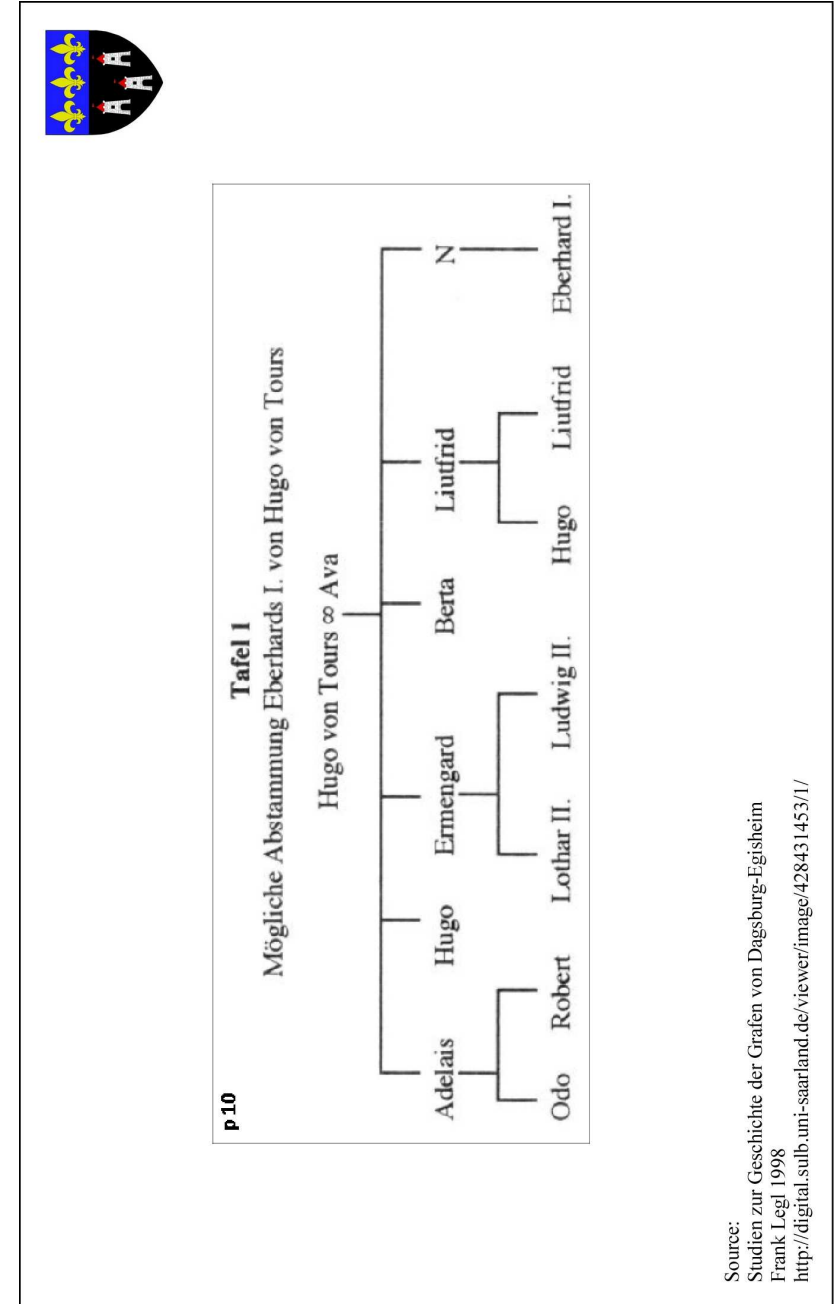 p 10
Tafel 1
Mögliche Abstammung Eberhards I. von Hugo von Tours
Hugo von Tours ∞ Ava
Adelais Hugo Ermengard Berta Liutfrid N
Odo Robert Lothar II. Ludwig II. Hugo Liutfrid Eberhard I.
Source:
Studien zur Geschichte der Grafen von Dagsburg-Egisheim
Frank Legl 1998
http://digital.sulb.uni-saarland.de/viewer/image/428431453/1/